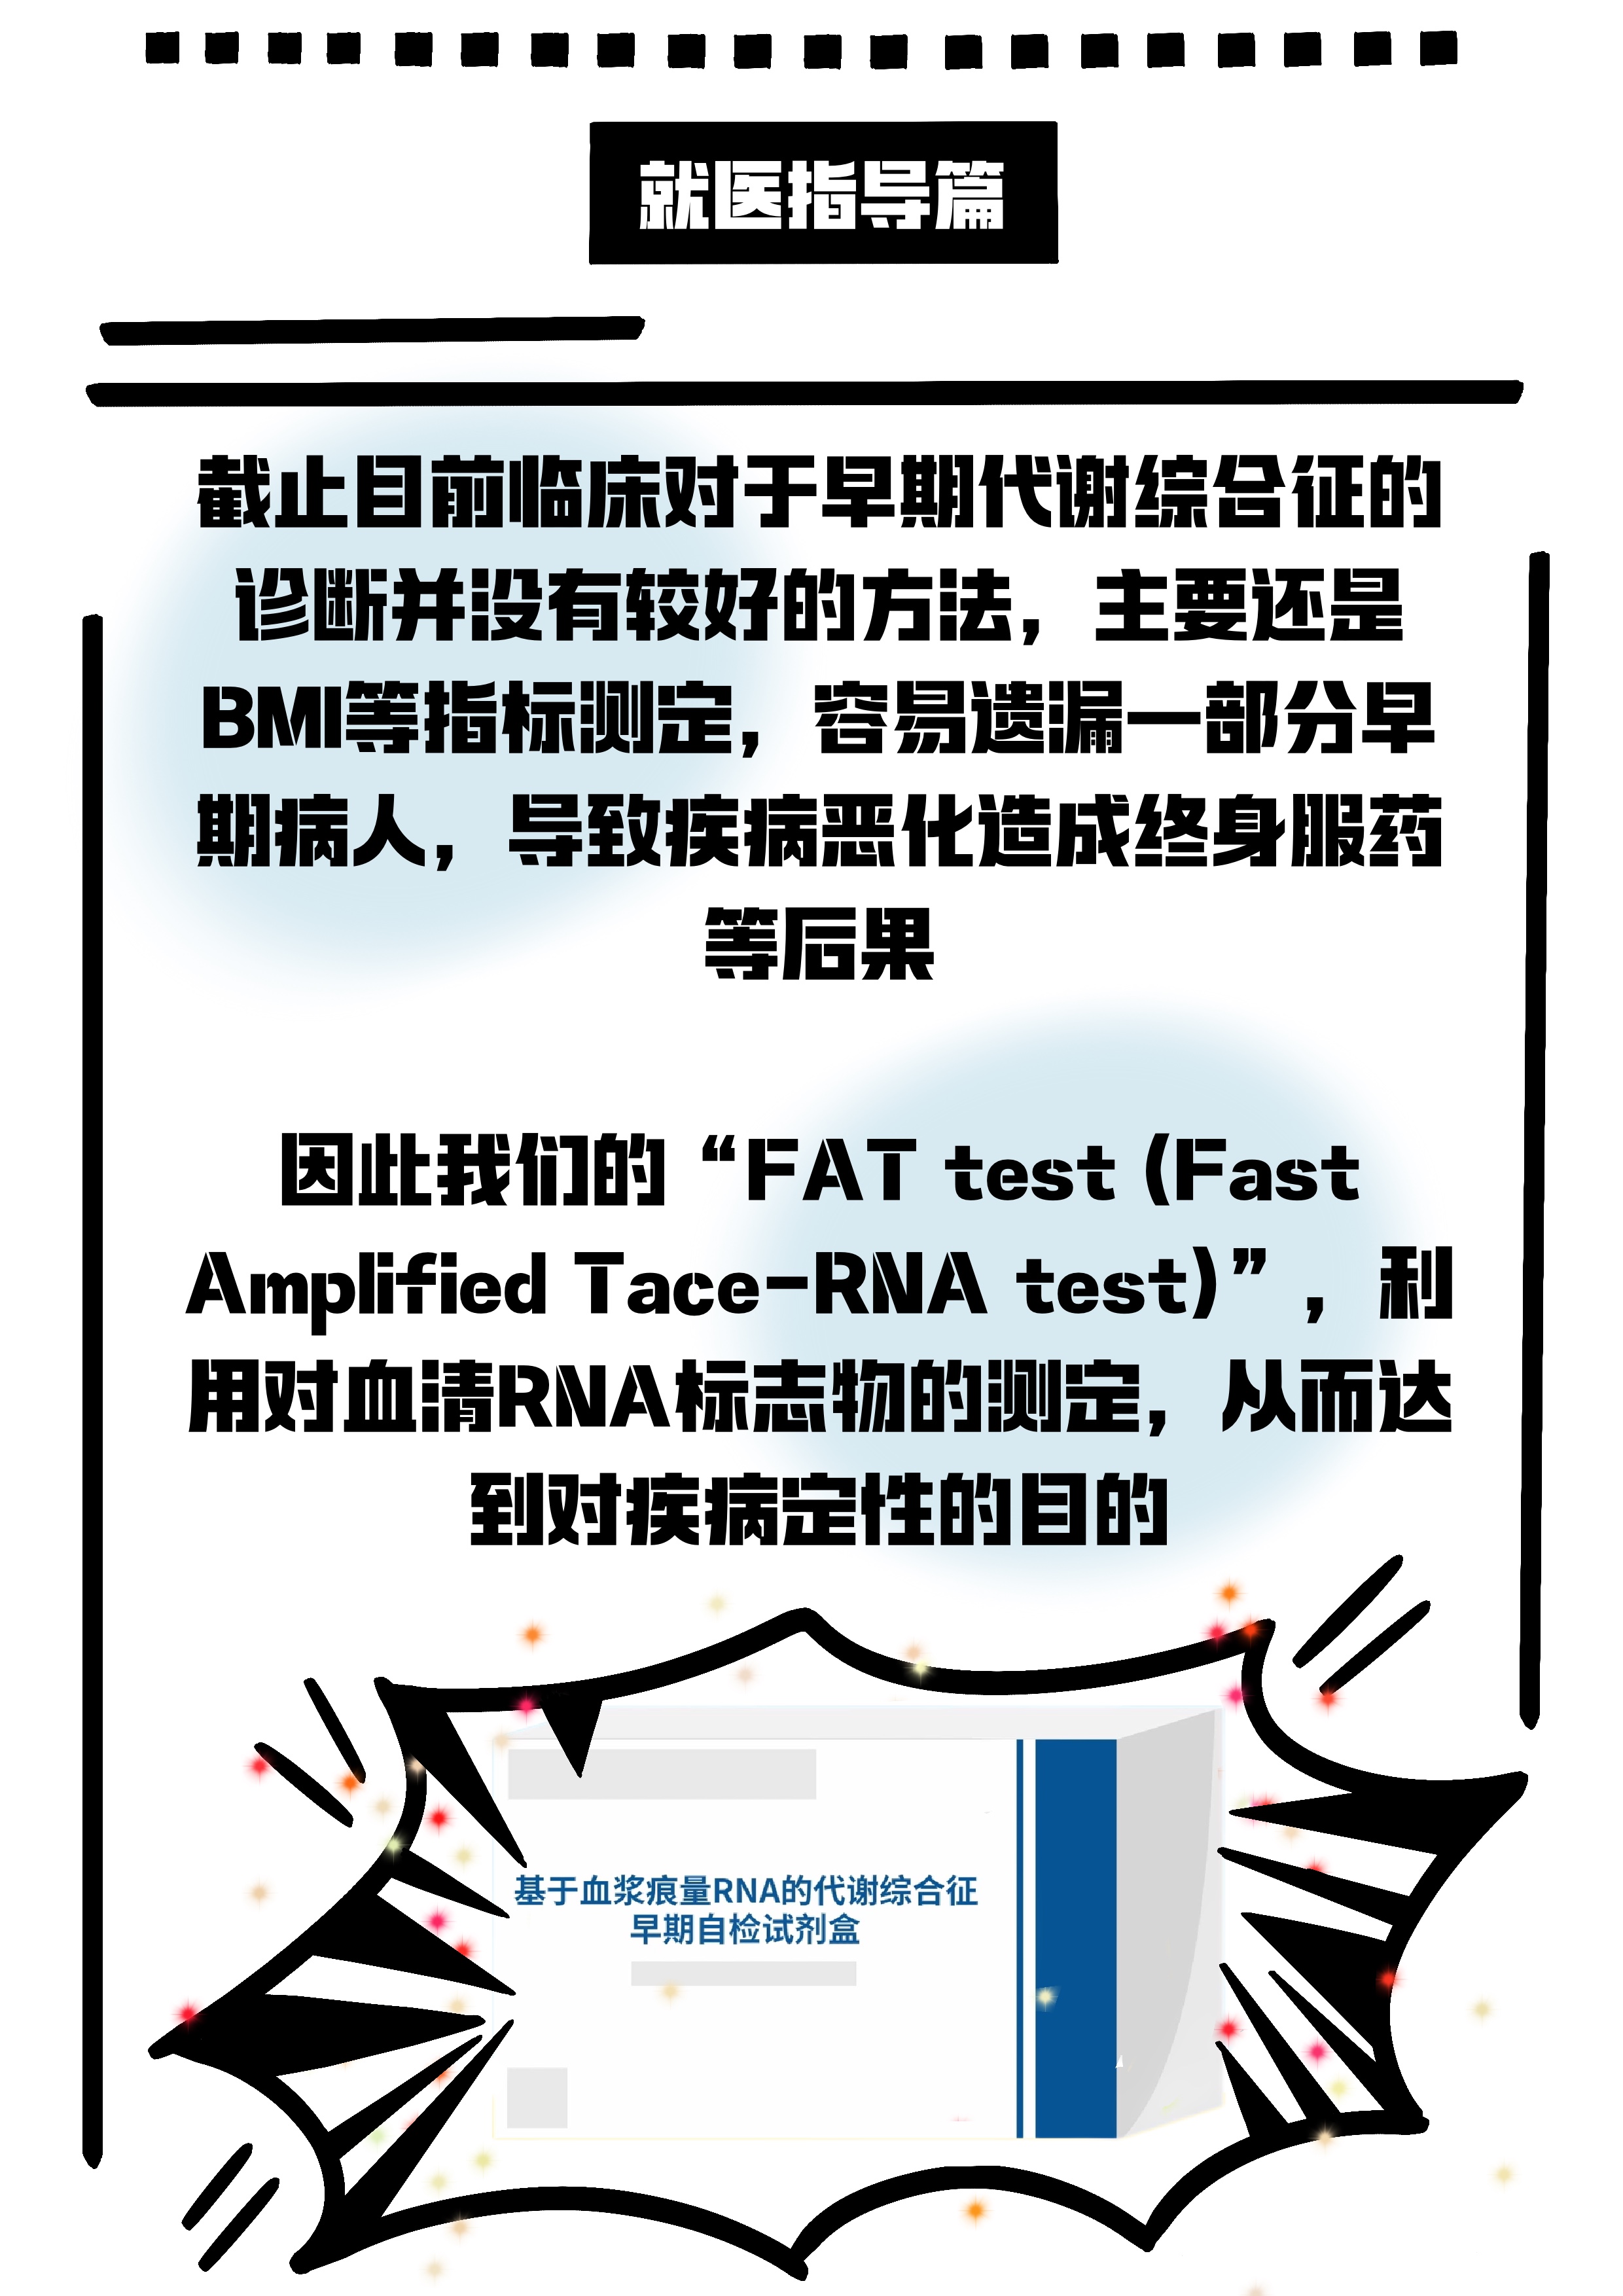 就医指导篇
截止目前临床对于早期代谢综合征的
诊断并没有较好的方法，主要还是
BMI等指标测定，容易遗漏一部分早
期病人，导致疾病恶化造成终身服药
等后果
因此我们的“FAT test (Fast
Amplified Tace-RNA test)”，利
用对血清RNA标志物的测定，从而达
到对疾病定性的目的
基于血浆痕量RNA的代谢综合征
早期自检试剂盒